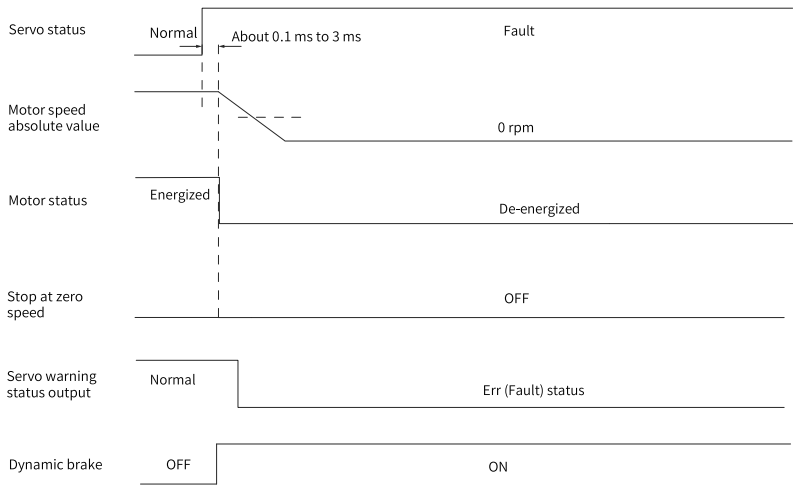 Servo status
Normal
About 0.1 ms to 3 ms
Fault
Motor speed
absolute value
0 rpm
Motor status
Energized
De-energized
Stop at zero
speed
OFF
Servo warning
status output
Normal
Err (Fault) status
Dynamic brake
OFF
ON